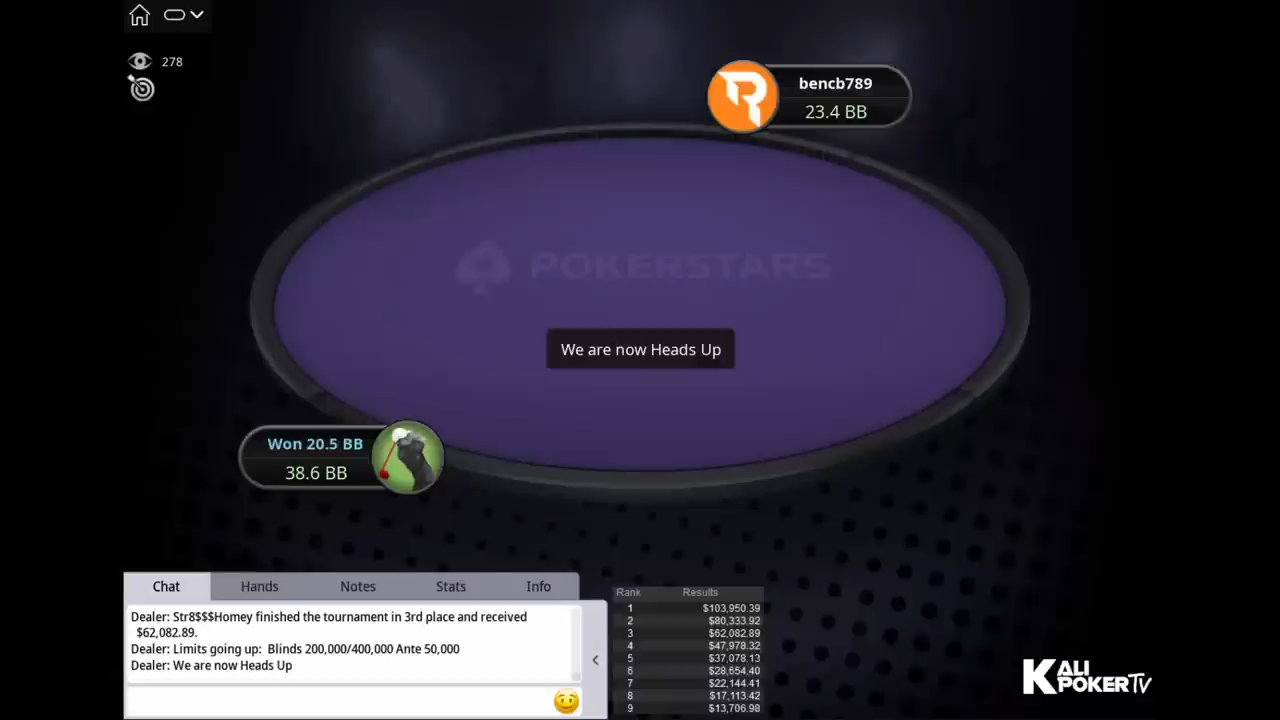 278
bencb789
23.4 BB
POKERSTARS
We are now Heads Up
Won 20.5 BB
38.6 BB
Chat Hands Notes Stats Info
Dealer: Str8$$$Homey finished the tournament in 3rd place and received
$62,082.89.
Dealer: Limits going up: Blinds 200,000/400,000 Ante 50,000
Dealer: We are now Heads Up
Rank Results
1 $103,950.39
2 $80,333.92
3 $62,082.89
4 $47,978.32
5 $37,078.13
6 $28,654.40
7 $22,144.41
8 $17,113.42
9 $13,706.98
KALI
POKERTV